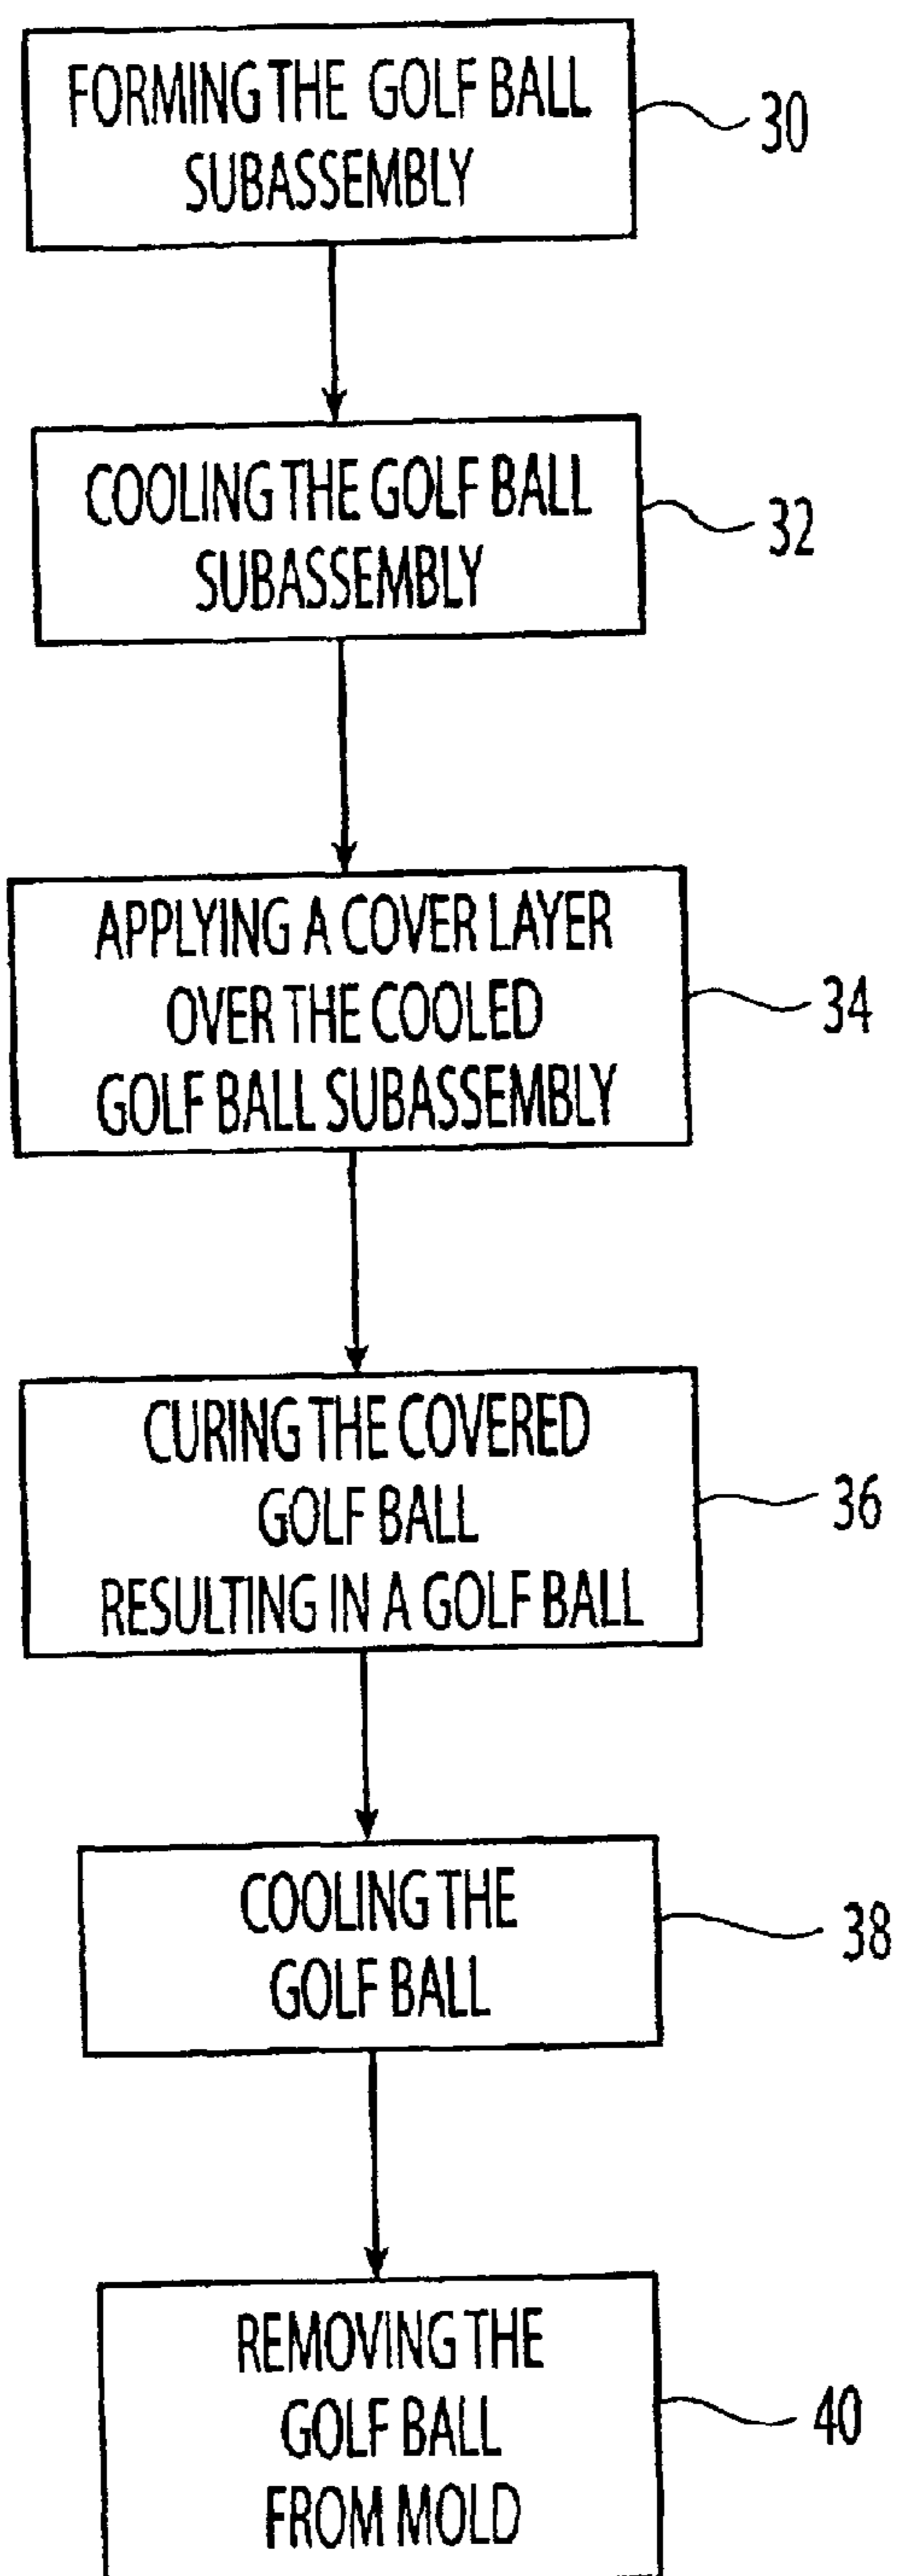 FORMING THE GOLF BALL
SUBASSEMBLY
30
COOLING THE GOLF BALL
SUBASSEMBLY
32
APPLYING A COVER LAYER
OVER THE COOLED
GOLF BALL SUBASSEMBLY
34
CURING THE COVERED
GOLF BALL
RESULTING IN A GOLF BALL
36
COOLING THE
GOLF BALL
38
REMOVING THE
GOLF BALL
FROM MOLD
40